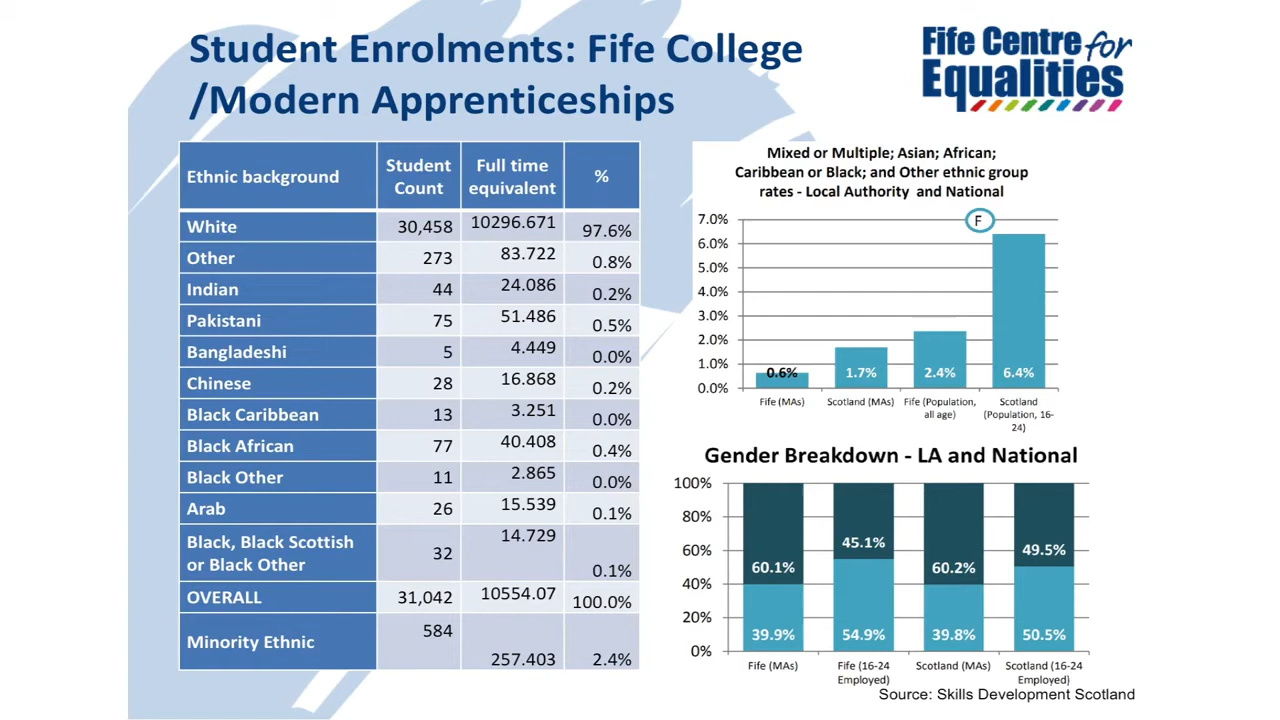 Student Enrolments: Fife College
/Modern Apprenticeships
Fife Centre for
Equalities
Ethnic background Student Count Full time equivalent %
White 30,458 10296.671 97.6%
Other 273 83.722 0.8%
Indian 44 24.086 0.2%
Pakistani 75 51.486 0.5%
Bangladeshi 5 4.449 0.0%
Chinese 28 16.868 0.2%
Black Caribbean 13 3.251 0.0%
Black African 77 40.408 0.4%
Black Other 11 2.865 0.0%
Arab 26 15.539 0.1%
Black, Black Scottish
or Black Other 32 14.729 0.1%
OVERALL 31,042 10554.07 100.0%
Minority Ethnic 584 257.403 2.4%
Mixed or Multiple; Asian; African;
Caribbean or Black; and Other ethnic group
rates - Local Authority and National
7.0%
6.0%
5.0%
4.0%
3.0%
2.0%
1.0%
0.0%
F
0.6% 1.7% 2.4% 6.4%
Fife (MAs) Scotland (MAs) Fife (Population, all age) Scotland (Population, 16-24)
Gender Breakdown - LA and National
100%
80%
60%
40%
20%
0%
60.1% 45.1% 60.2% 49.5%
39.9% 54.9% 39.8% 50.5%
Fife (MAs) Fife (16-24 Employed) Scotland (MAs) Scotland (16-24 Employed)
Source: Skills Development Scotland